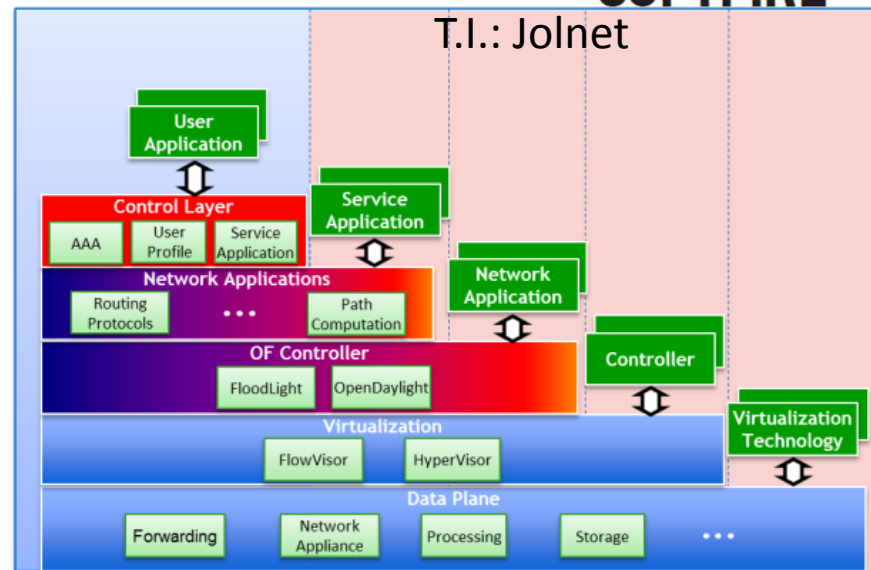 T.I.: Jolnet
User
Application
Control Layer
AAA
User
Profile
Service
Application
Service
Application
Network Applications
Routing
Protocols
...
Path
Computation
Network
Application
OF Controller
FloodLight
OpenDaylight
Controller
Virtualization
FlowVisor
HyperVisor
Virtualization
Technology
Data Plane
Forwarding
Network
Appliance
Processing
Storage
...